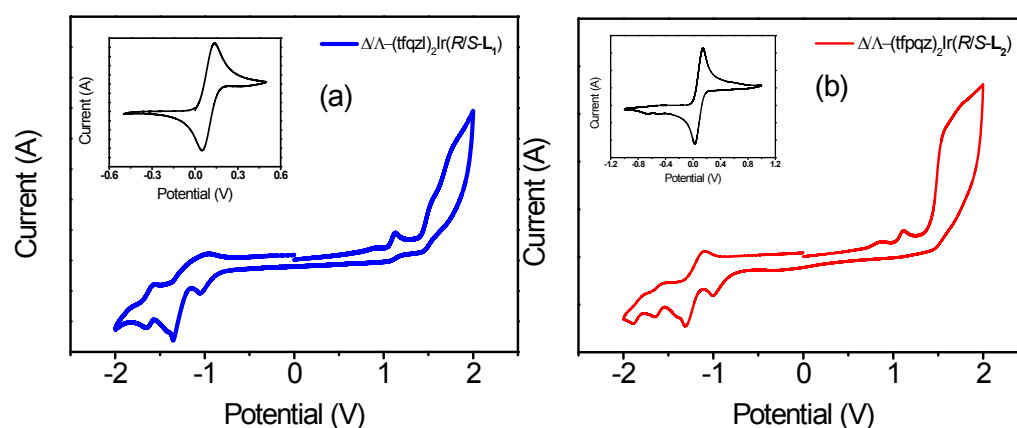 Δ/Λ–(tfqzl)₂Ir(R/S-L₁)
(a)
Current (A)
-0.6 -0.3 0.0 0.3 0.6
Potential (V)
Current (A)
-2 -1 0 1 2
Potential (V)
Δ/Λ–(tfpqz)₂Ir(R/S-L₂)
(b)
Current (A)
-1.2 -0.8 -0.4 0.0 0.4 0.8 1.2
Potential (V)
Current (A)
-2 -1 0 1 2
Potential (V)